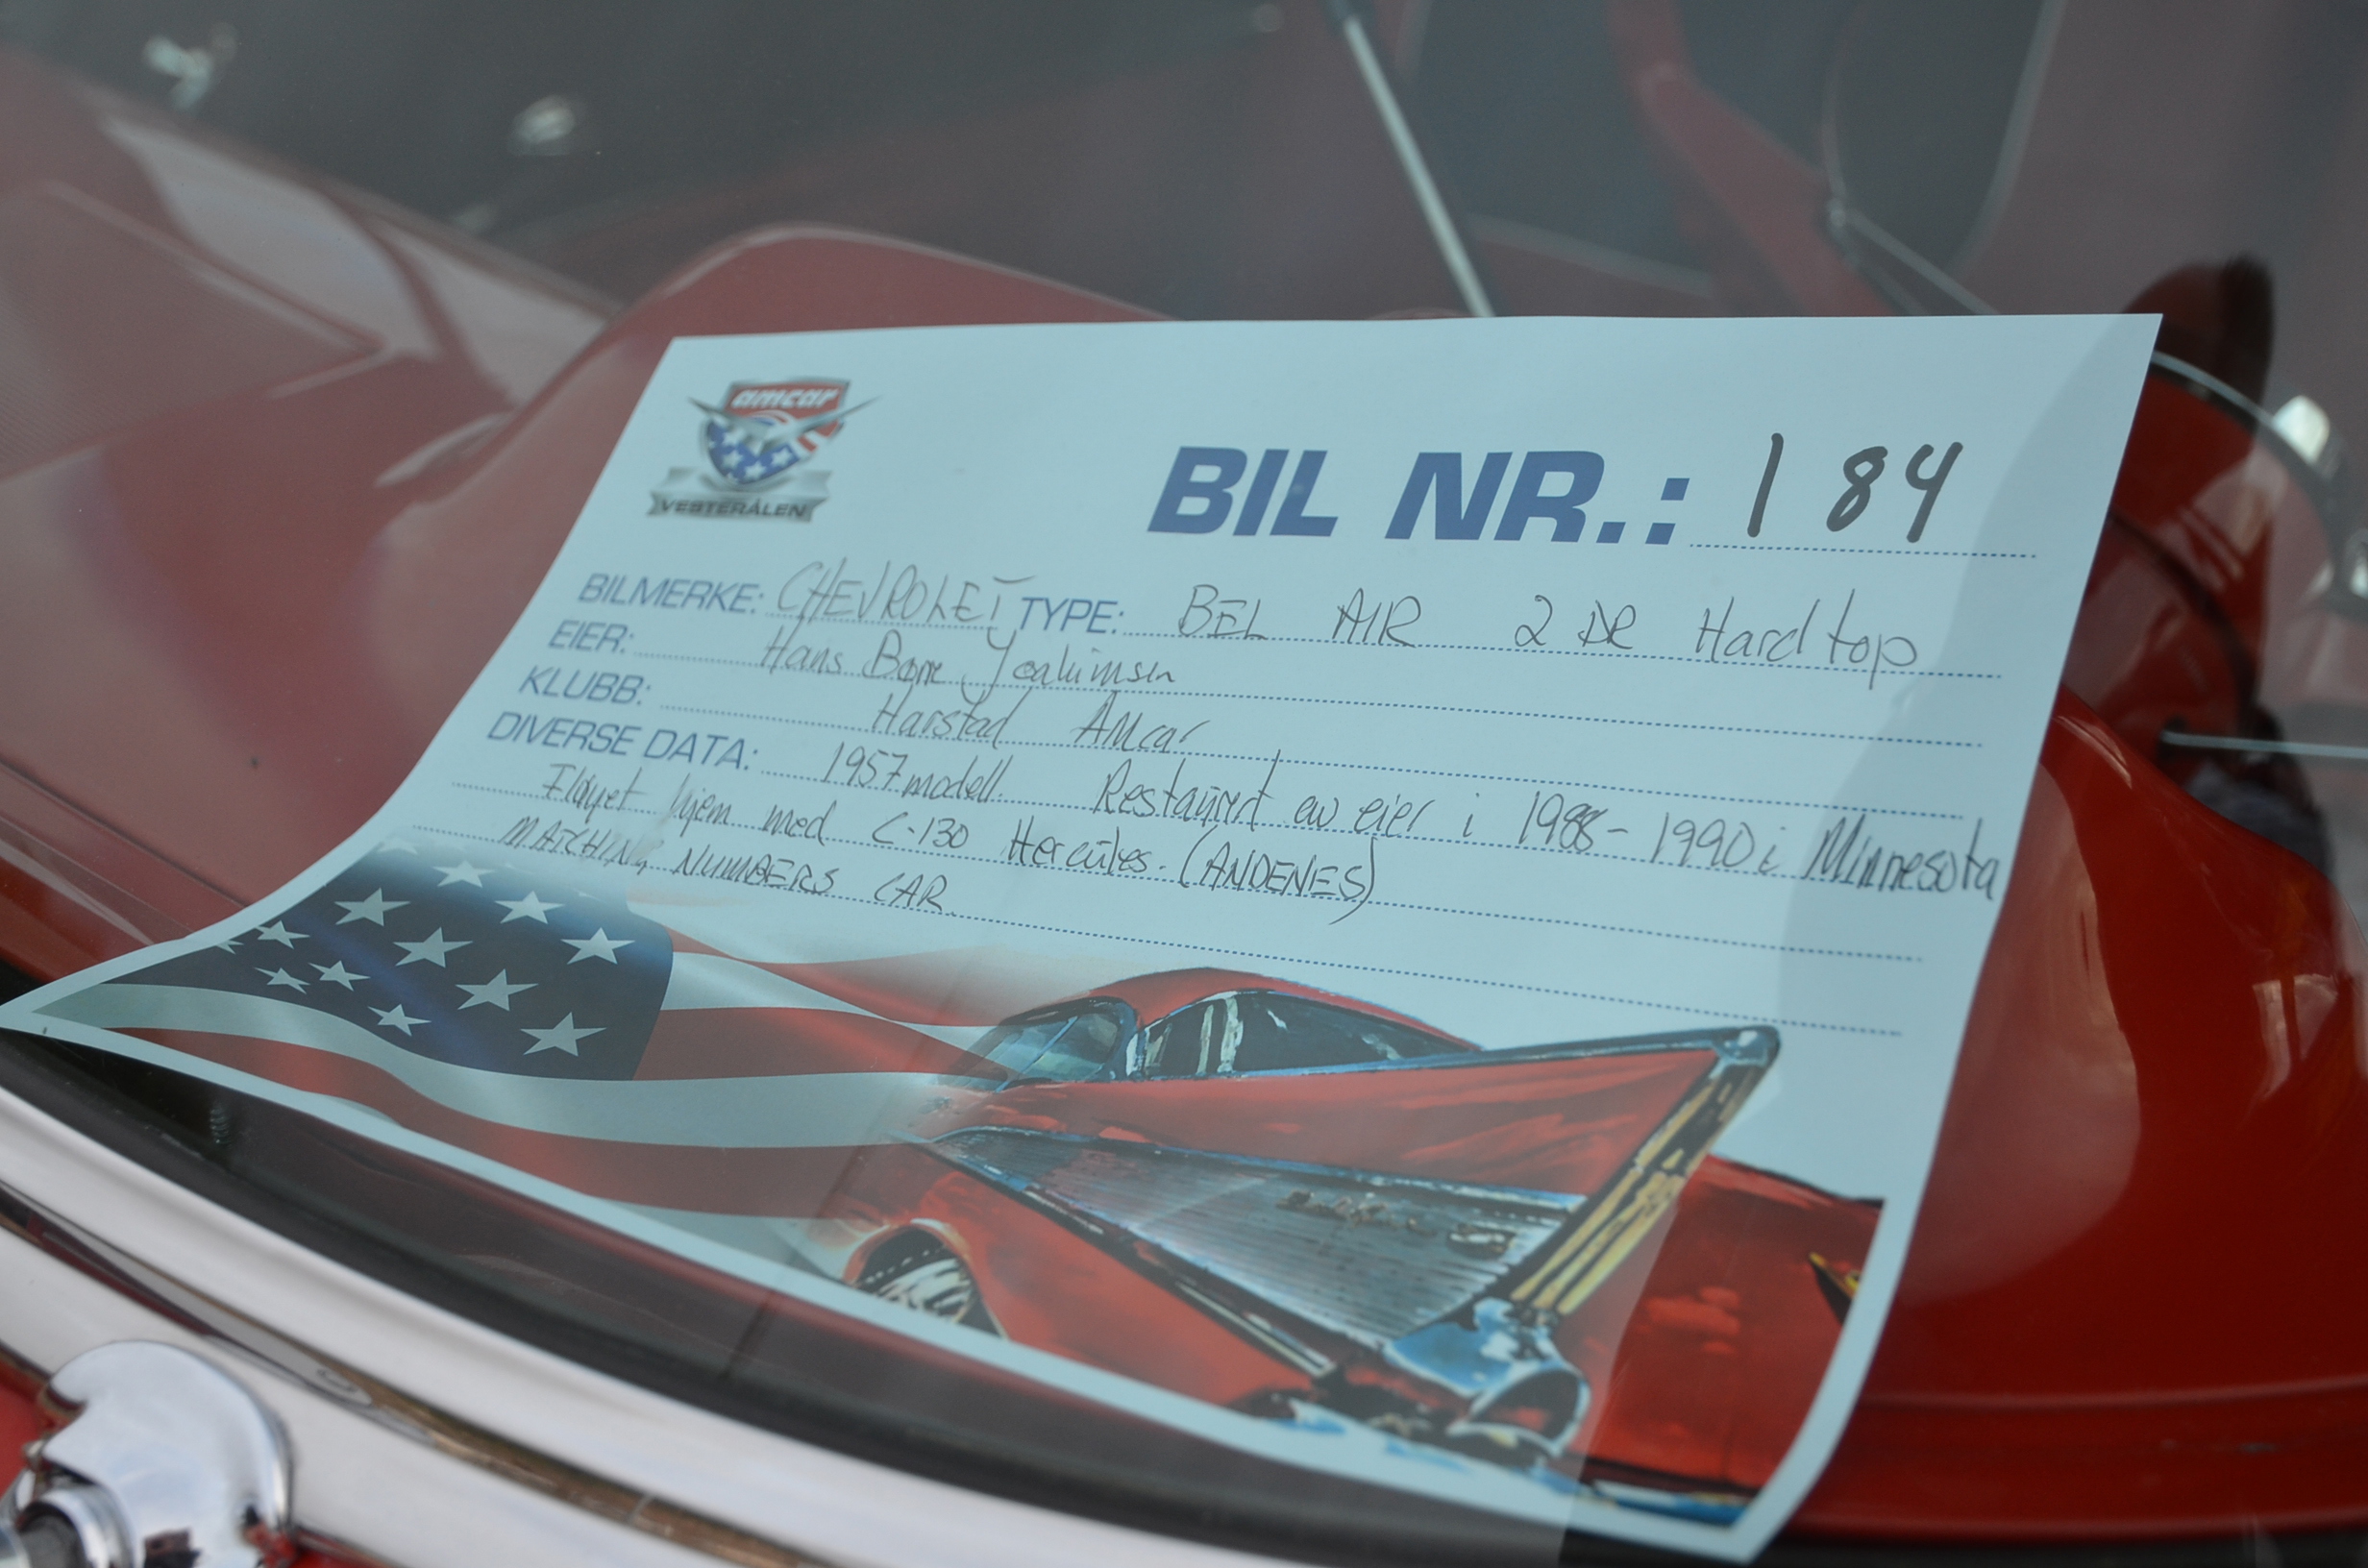 amcar
VESTERÅLEN
BIL NR.: 184
BILMERKE: CHEVROLET TYPE: BEL AIR 2 DR Hardtop
EIER: Hans Joakimsen
KLUBB: Harstad AMcar
DIVERSE DATA: 1957 modell. Restaurert av eier i 1988-1990 i Minnesota
Fløyet hjem med C-130 Hercules. (ANDENES)
MATCHING NUMBERS CAR.